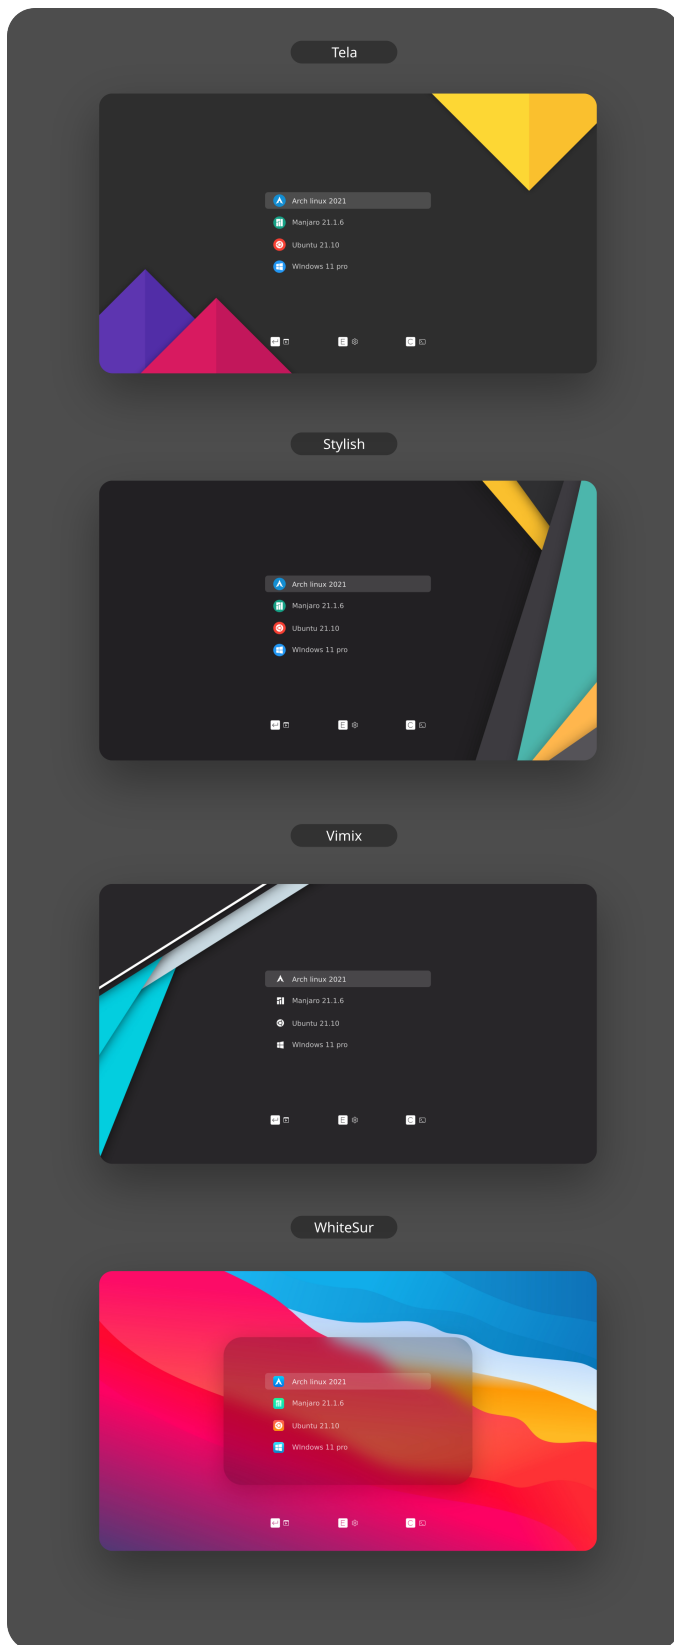 Tela
Arch linux 2021
Manjaro 21.1.6
Ubuntu 21.10
Windows 11 pro
E C
Stylish
Arch linux 2021
Manjaro 21.1.6
Ubuntu 21.10
Windows 11 pro
E C
Vimix
Arch linux 2021
Manjaro 21.1.6
Ubuntu 21.10
Windows 11 pro
E C
WhiteSur
Arch linux 2021
Manjaro 21.1.6
Ubuntu 21.10
Windows 11 pro
E C